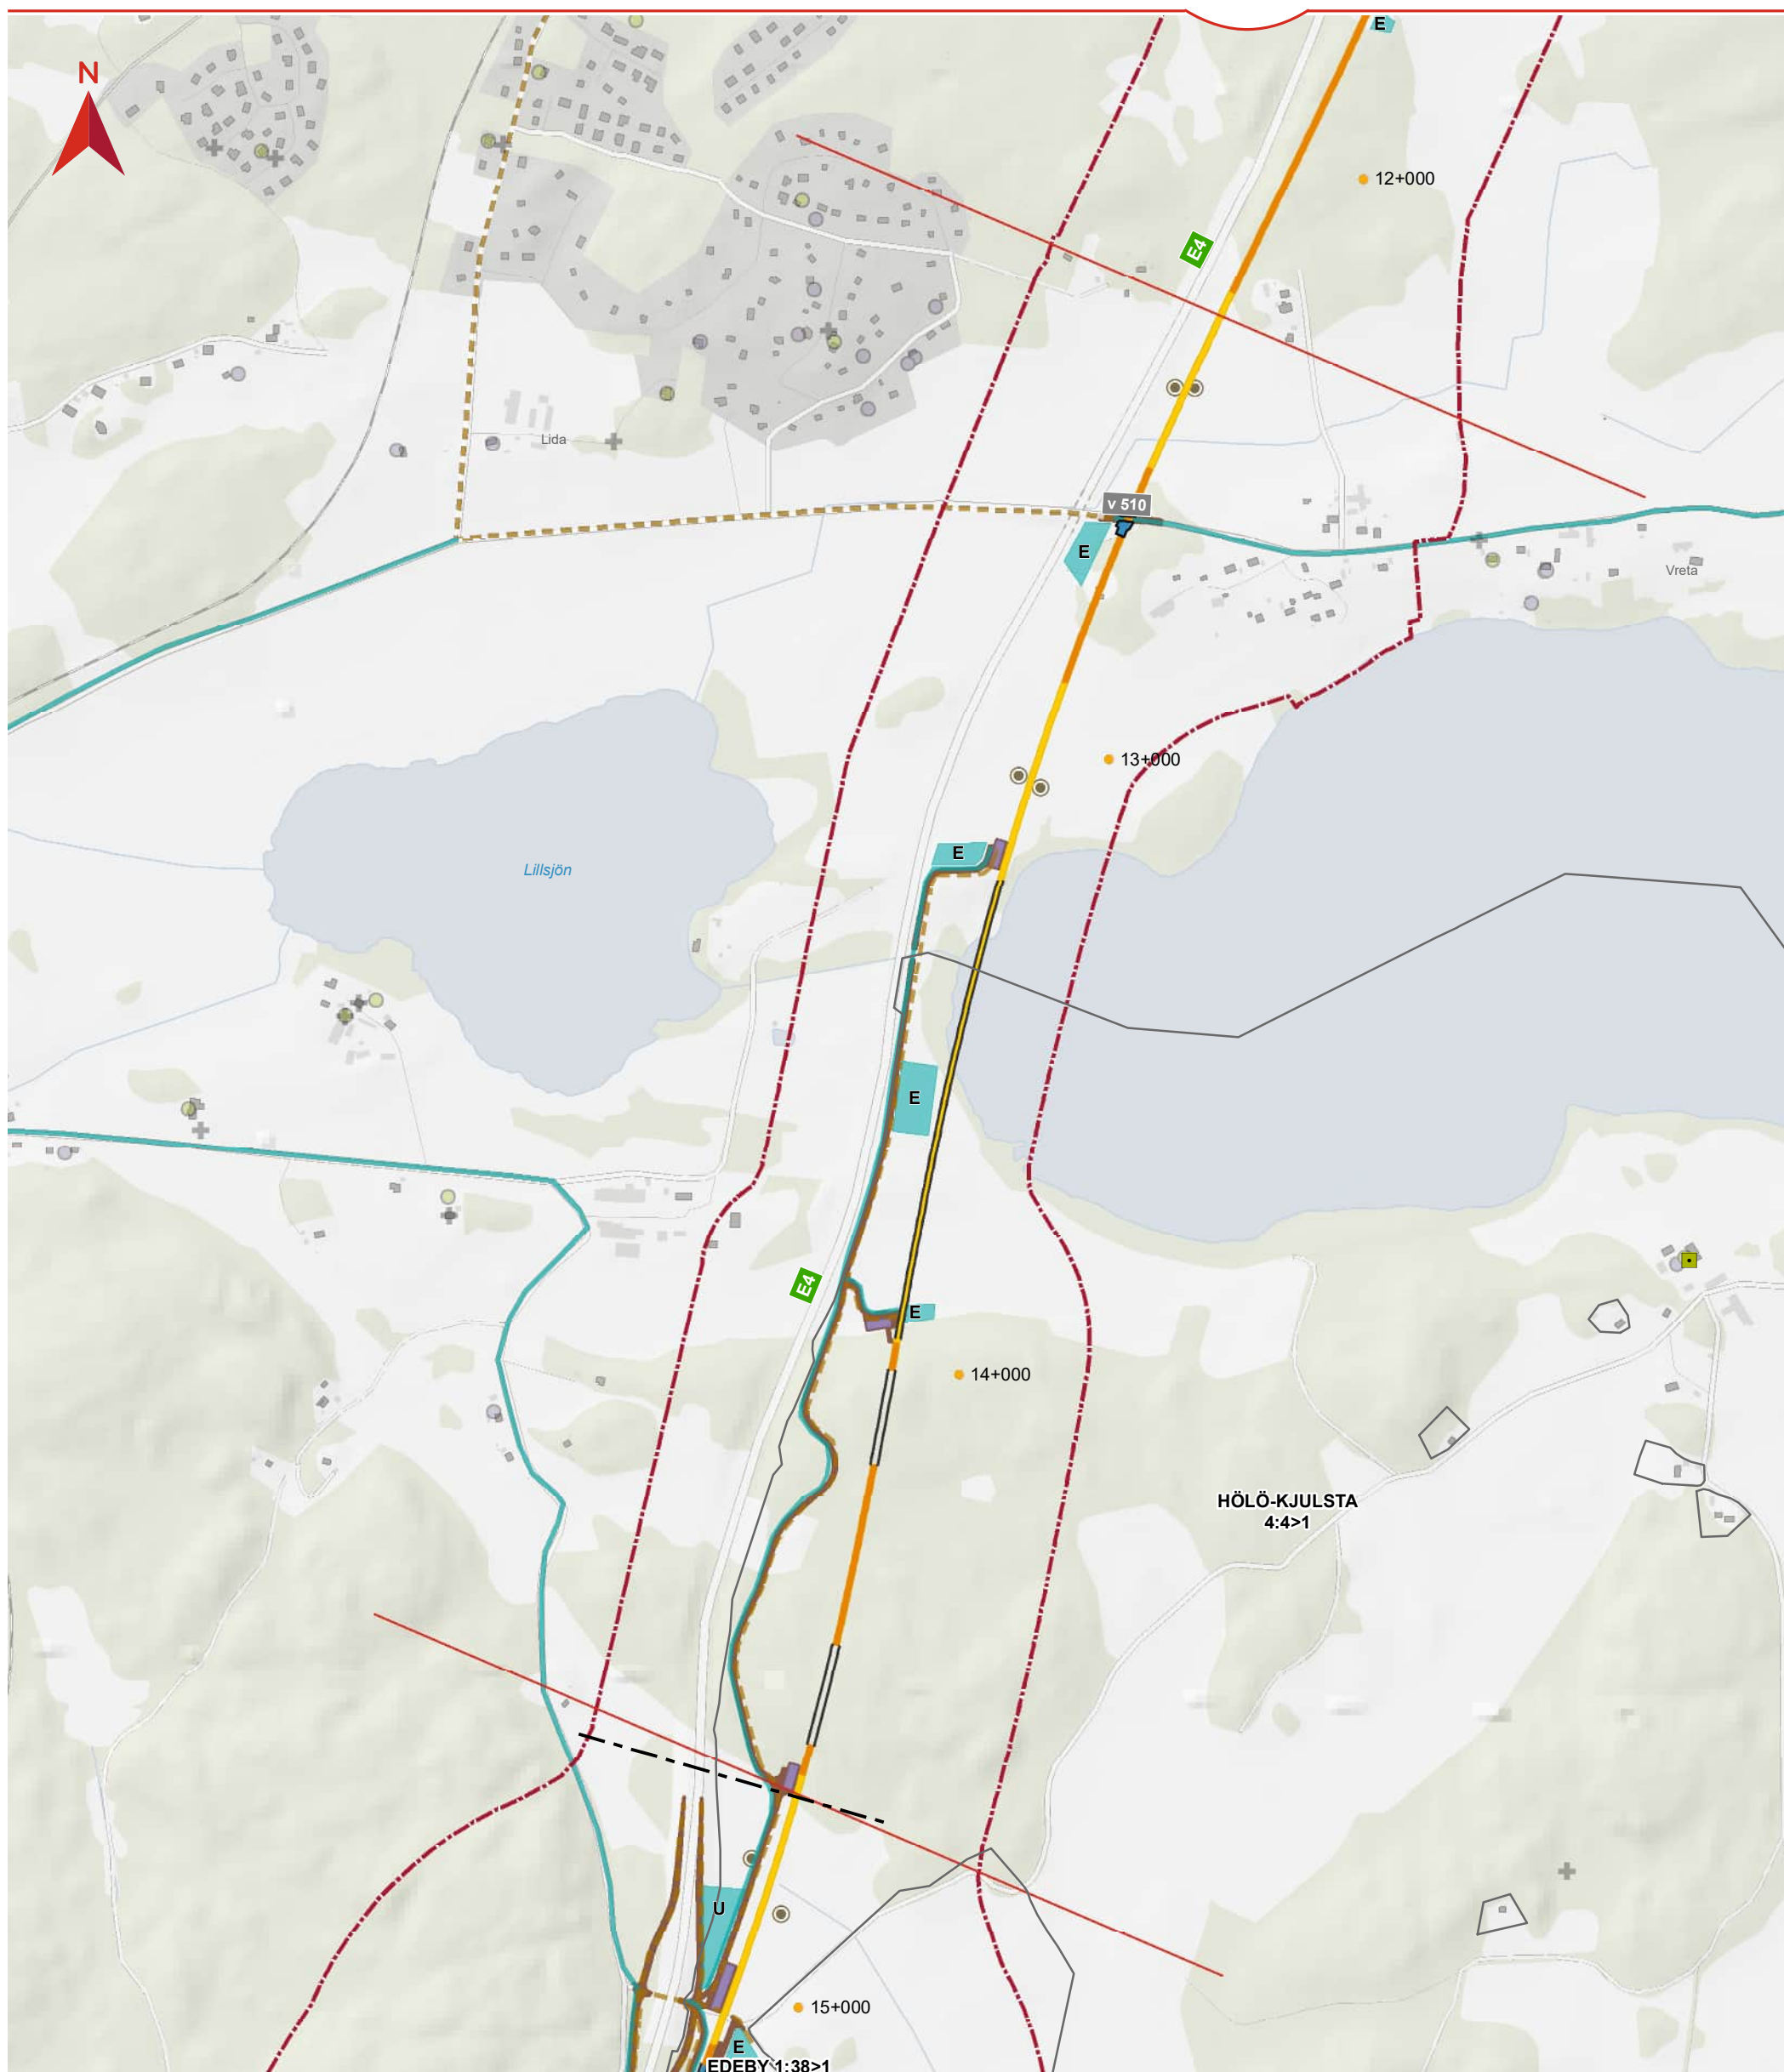 E
N
12+000
E4
Lida
v 510
E
Vreta
13+000
E
Lillsjön
E
E4
E
14+000
HÖLÖ-KJULSTA
4:4>1
U
15+000
E
EDEBY 1:38>1